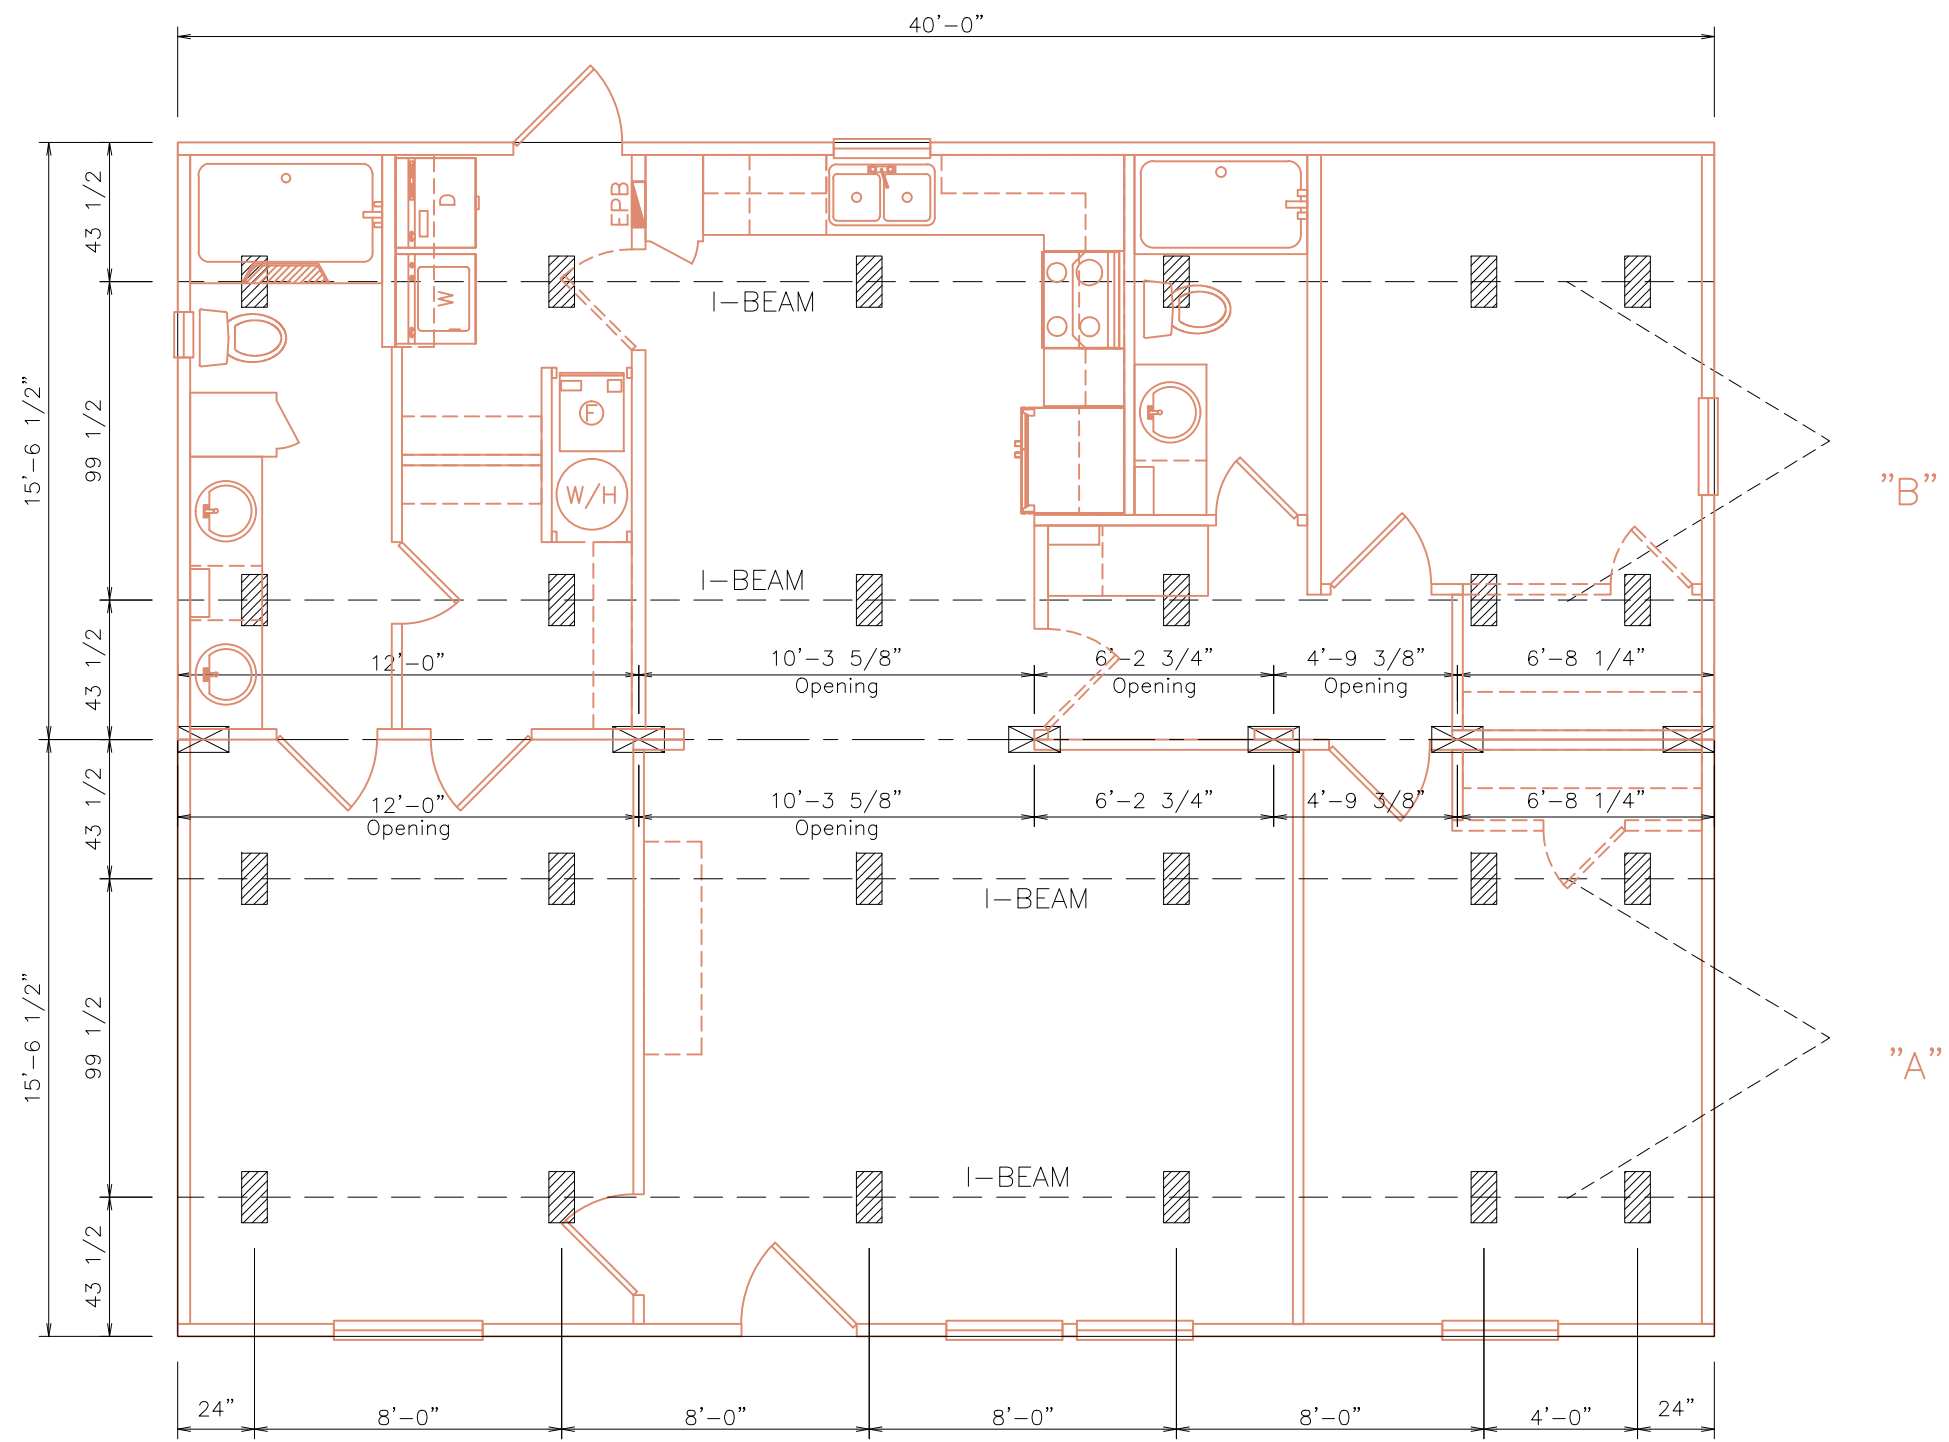 40'-0"
43 1/2
D
EPB
W
I-BEAM
15'-6 1/2"
99 1/2
F
W/H
"B"
I-BEAM
43 1/2
12'-0"
10'-3 5/8"
Opening
6'-2 3/4"
Opening
4'-9 3/8"
Opening
6'-8 1/4"
43 1/2
12'-0"
Opening
10'-3 5/8"
Opening
6'-2 3/4"
4'-9 3/8"
6'-8 1/4"
I-BEAM
15'-6 1/2"
99 1/2
"A"
I-BEAM
43 1/2
24"
8'-0"
8'-0"
8'-0"
8'-0"
4'-0"
24"